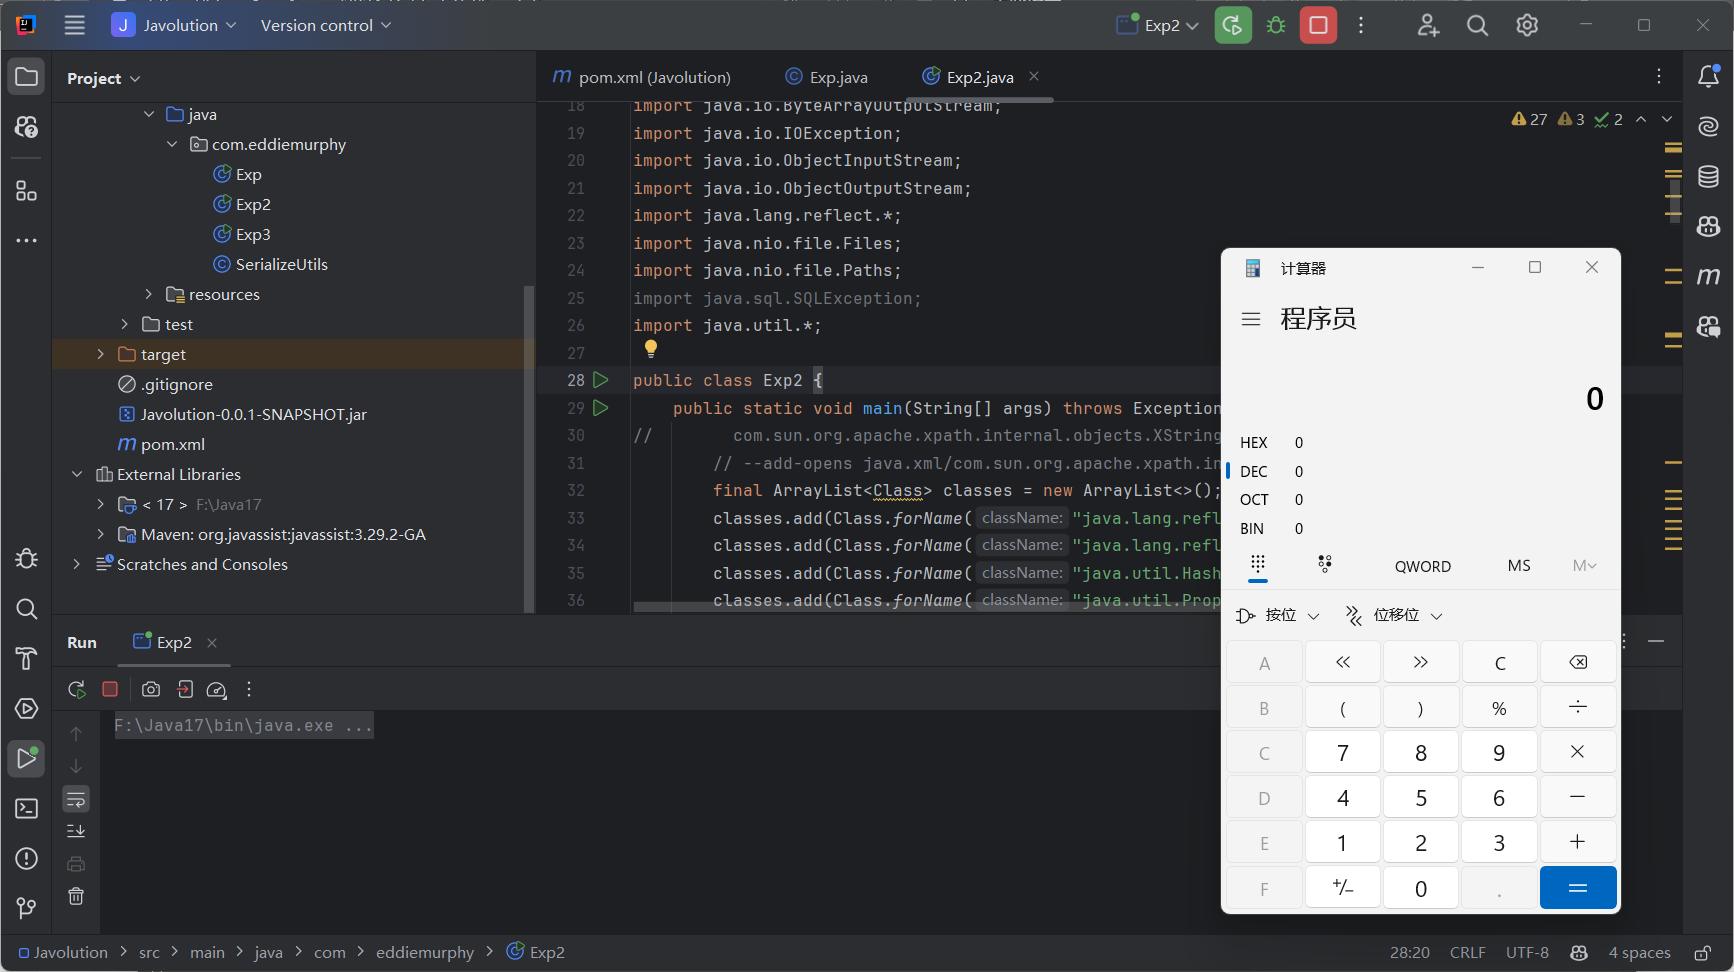 J Javolution Version control Exp2
Project
java
com.eddiemurphy
Exp
Exp2
Exp3
SerializeUtils
resources
test
target
.gitignore
Javolution-0.0.1-SNAPSHOT.jar
m pom.xml
External Libraries
< 17 > F:\Java17
Maven: org.javassist:javassist:3.29.2-GA
Scratches and Consoles
m pom.xml (Javolution) Exp.java Exp2.java
27 3 2
18 import java.io.ByteArrayOutputStream;
19 import java.io.IOException;
20 import java.io.ObjectInputStream;
21 import java.io.ObjectOutputStream;
22 import java.lang.reflect.*;
23 import java.nio.file.Files;
24 import java.nio.file.Paths;
25 import java.sql.SQLException;
26 import java.util.*;
27
28 public class Exp2 {
29 public static void main(String[] args) throws Exception
30 // com.sun.org.apache.xpath.internal.objects.XString
31 // --add-opens java.xml/com.sun.org.apache.xpath.in
32 final ArrayList<Class> classes = new ArrayList<>();
33 classes.add(Class.forName( className: "java.lang.refl
34 classes.add(Class.forName( className: "java.lang.refl
35 classes.add(Class.forName( className: "java.util.Hash
36 classes.add(Class.forName( className: "java.util.Prop
m
计算器
程序员
0
HEX 0
DEC 0
OCT 0
BIN 0
QWORD MS M
按位 位移位
A << >> C
B ( ) % ÷
C 7 8 9 ×
D 4 5 6 −
E 1 2 3 +
F +/− 0 . =
Run Exp2
F:\Java17\bin\java.exe ...
Javolution > src > main > java > com > eddiemurphy > Exp2
28:20 CRLF UTF-8 4 spaces